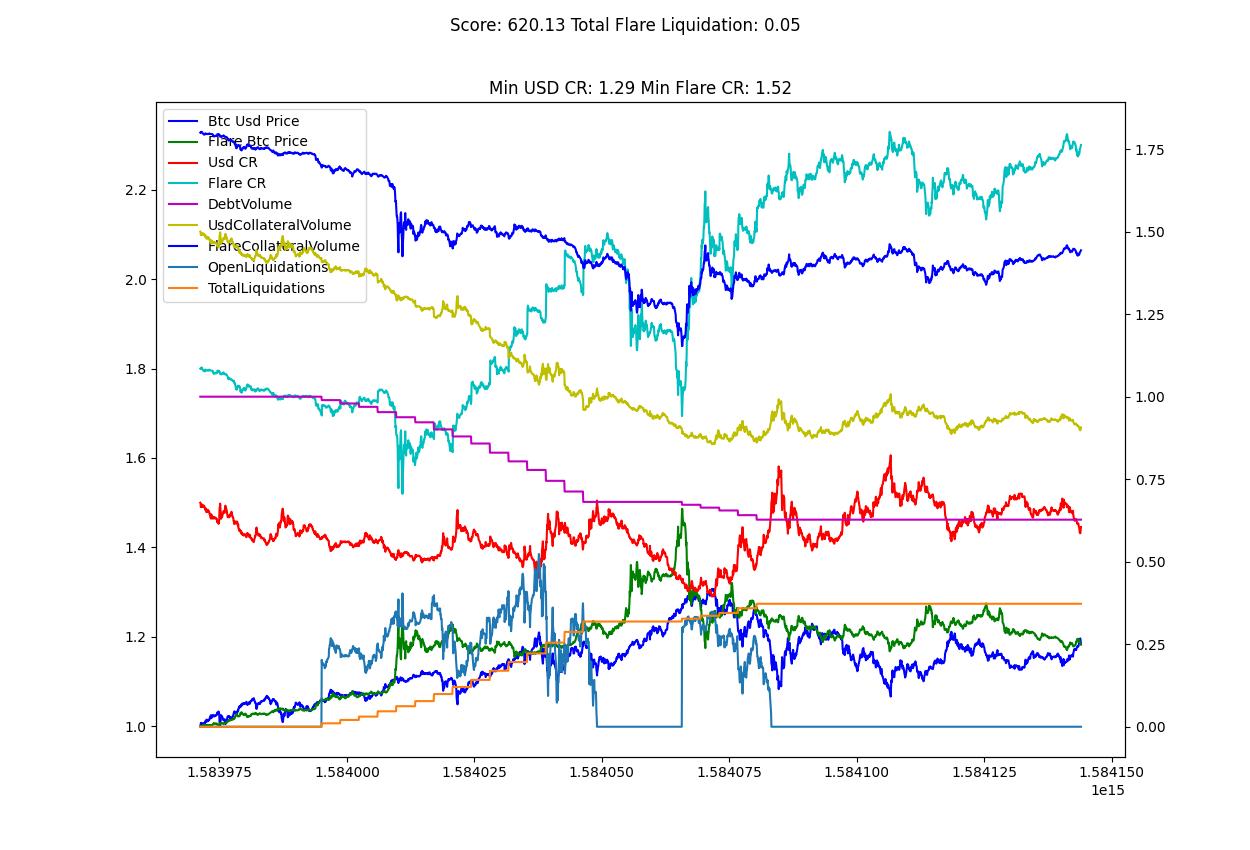 Score: 620.13 Total Flare Liquidation: 0.05
Min USD CR: 1.29 Min Flare CR: 1.52
Btc Usd Price
Flare Btc Price
Usd CR
Flare CR
DebtVolume
UsdCollateralVolume
FlareCollateralVolume
OpenLiquidations
TotalLiquidations
2.2
2.0
1.8
1.6
1.4
1.2
1.0
1.75
1.50
1.25
1.00
0.75
0.50
0.25
0.00
1.583975 1.584000 1.584025 1.584050 1.584075 1.584100 1.584125 1.584150
1e15